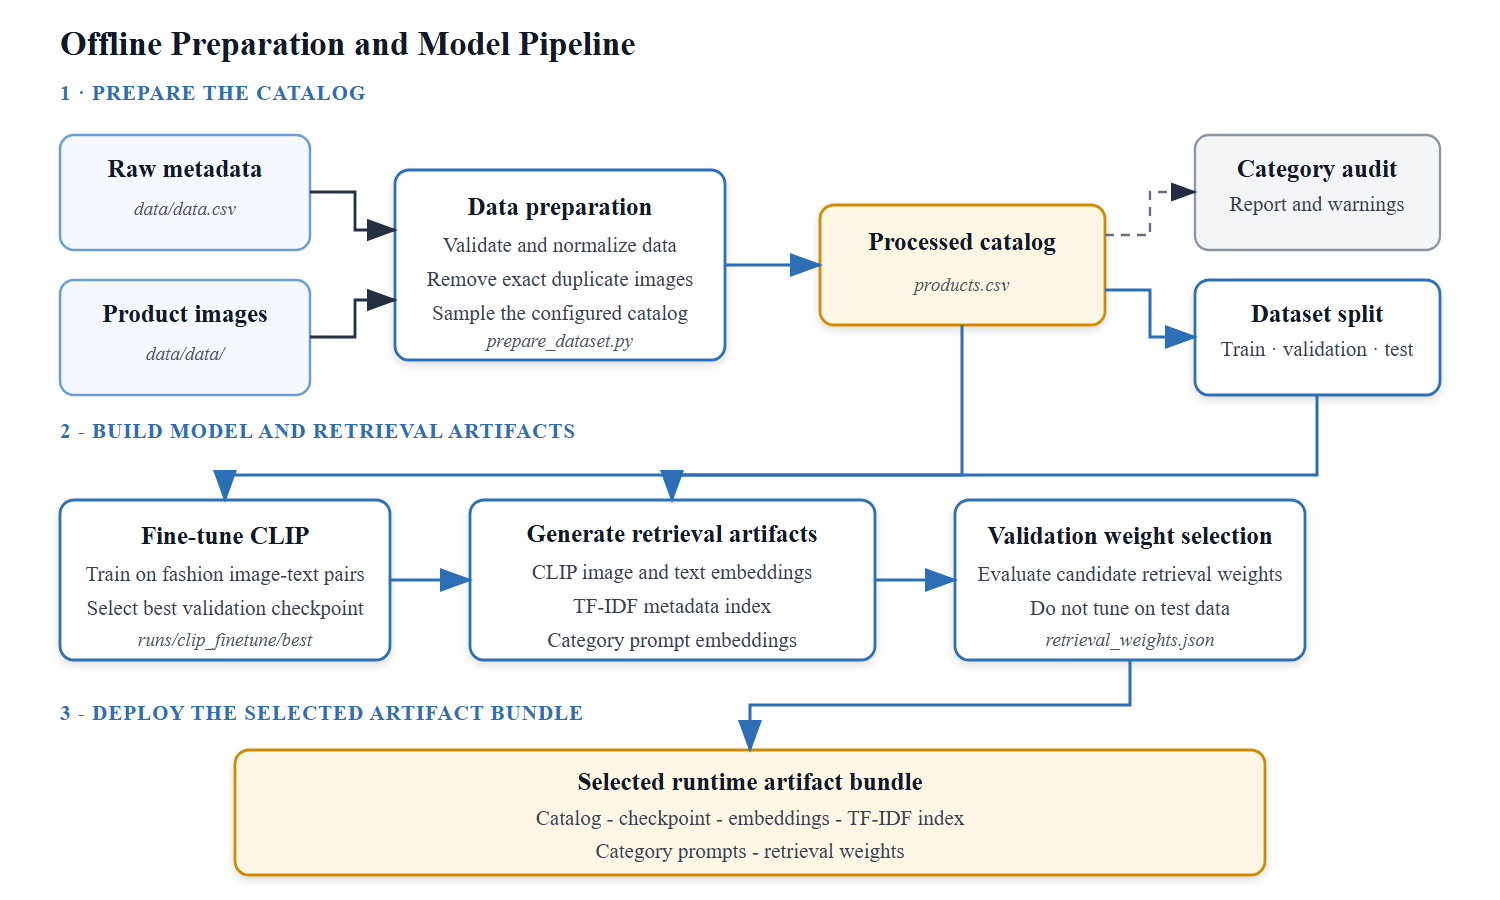 Offline Preparation and Model Pipeline
1 · PREPARE THE CATALOG
Raw metadata
data/data.csv
Product images
data/data/
Data preparation
Validate and normalize data
Remove exact duplicate images
Sample the configured catalog
prepare_dataset.py
Processed catalog
products.csv
Category audit
Report and warnings
Dataset split
Train · validation · test
2 - BUILD MODEL AND RETRIEVAL ARTIFACTS
Fine-tune CLIP
Train on fashion image-text pairs
Select best validation checkpoint
runs/clip_finetune/best
Generate retrieval artifacts
CLIP image and text embeddings
TF-IDF metadata index
Category prompt embeddings
Validation weight selection
Evaluate candidate retrieval weights
Do not tune on test data
retrieval_weights.json
3 - DEPLOY THE SELECTED ARTIFACT BUNDLE
Selected runtime artifact bundle
Catalog - checkpoint - embeddings - TF-IDF index
Category prompts - retrieval weights